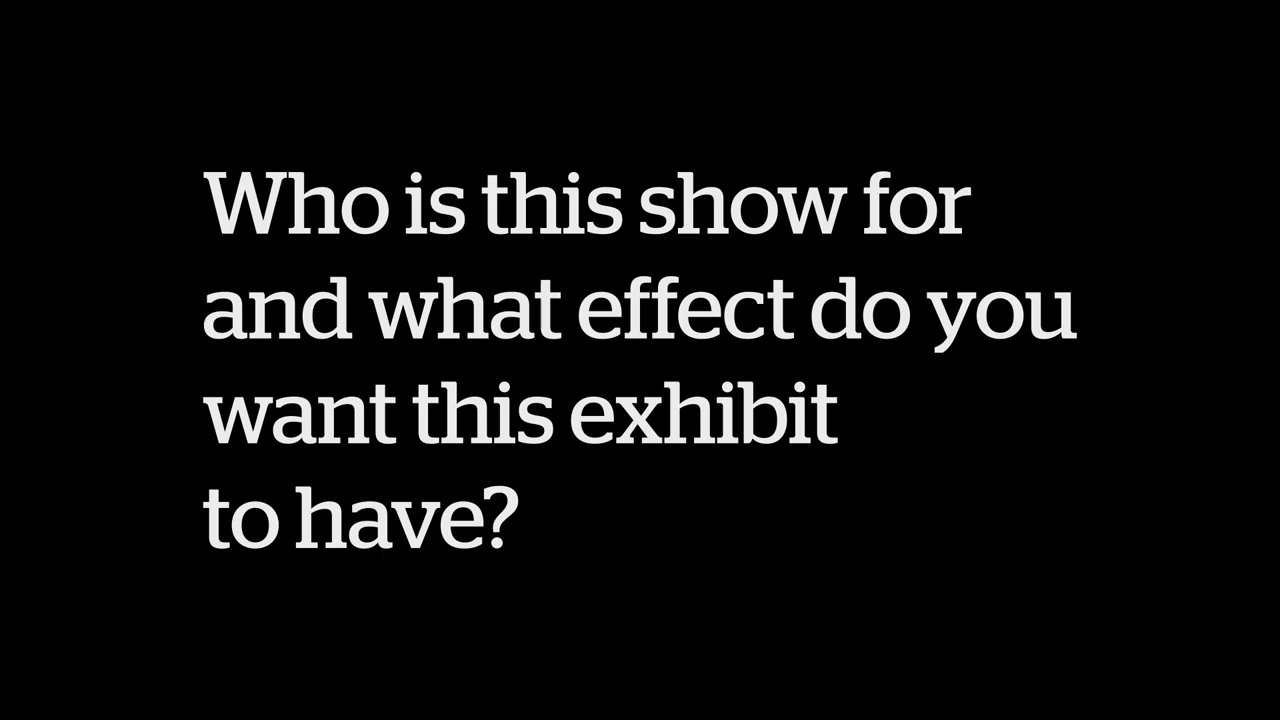 Who is this show for
and what effect do you
want this exhibit
to have?